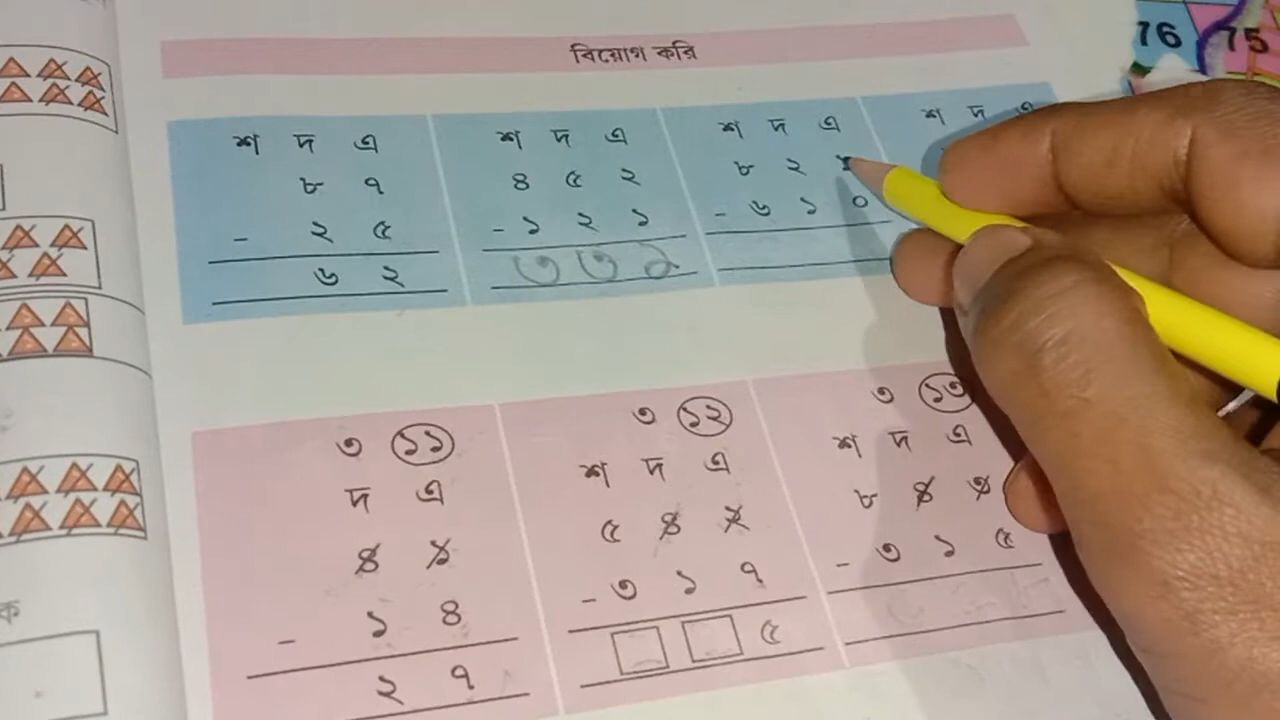 76 75
বিয়োগ করি
শ দ এ
৮ ৭
- ২ ৫
৬ ২
শ দ এ
৪ ৫ ২
- ১ ২ ১
৩ ৩ ১
শ দ এ
৮ ২
- ৬ ১ ০
শ দ এ
৩ ১১
দ এ
৪ ১
- ১ ৪
২ ৭
৩ ১২
শ দ এ
৫ ৪ ২
- ৩ ১ ৭
৫
৩ ১৩
শ দ এ
৮ ৪ ৩
- ৩ ১ ৫
ক